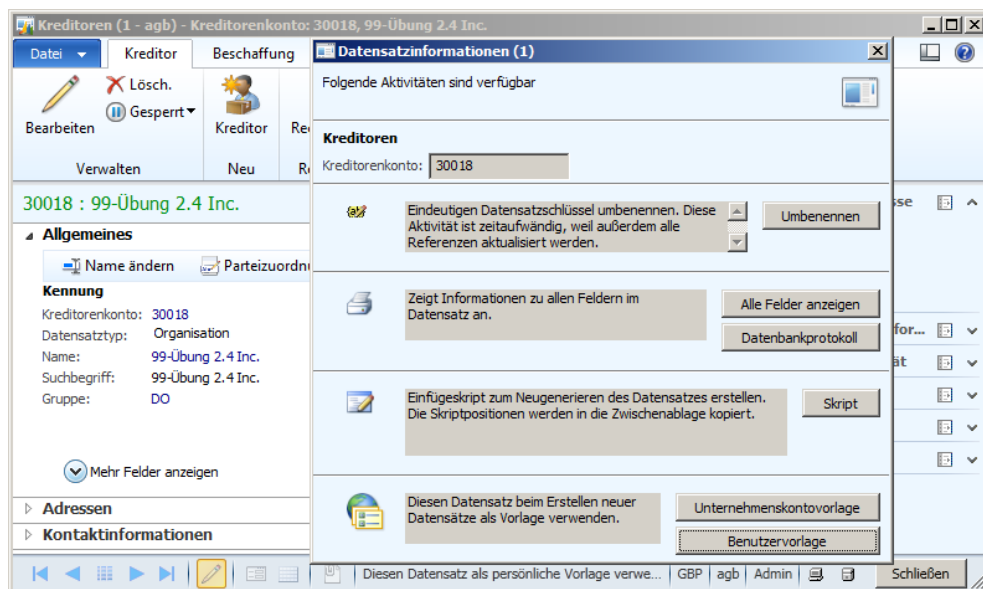 Kreditoren (1 - agb) - Kreditorenkonto: 30018, 99-Übung 2.4 Inc.
Datei
Kreditor
Beschaffung
Bearbeiten
Lösch.
Gesperrt
Kreditor
Verwalten
Neu
30018 : 99-Übung 2.4 Inc.
Allgemeines
Name ändern
Kennung
Kreditorenkonto: 30018
Datensatztyp: Organisation
Name: 99-Übung 2.4 Inc.
Suchbegriff: 99-Übung 2.4 Inc.
Gruppe: DO
Mehr Felder anzeigen
Adressen
Kontaktinformationen
Datensatzinformationen (1)
Folgende Aktivitäten sind verfügbar
Kreditoren
Kreditorenkonto: 30018
Eindeutigen Datensatzschlüssel umbenennen. Diese
Aktivität ist zeitaufwändig, weil außerdem alle
Referenzen aktualisiert werden.
Umbenennen
Zeigt Informationen zu allen Feldern im
Datensatz an.
Alle Felder anzeigen
Datenbankprotokoll
Einfügeskript zum Neugenerieren des Datensatzes erstellen.
Die Skriptpositionen werden in die Zwischenablage kopiert.
Skript
Diesen Datensatz beim Erstellen neuer
Datensätze als Vorlage verwenden.
Unternehmenskontovorlage
Benutzervorlage
Diesen Datensatz als persönliche Vorlage verwe... GBP agb Admin
Schließen